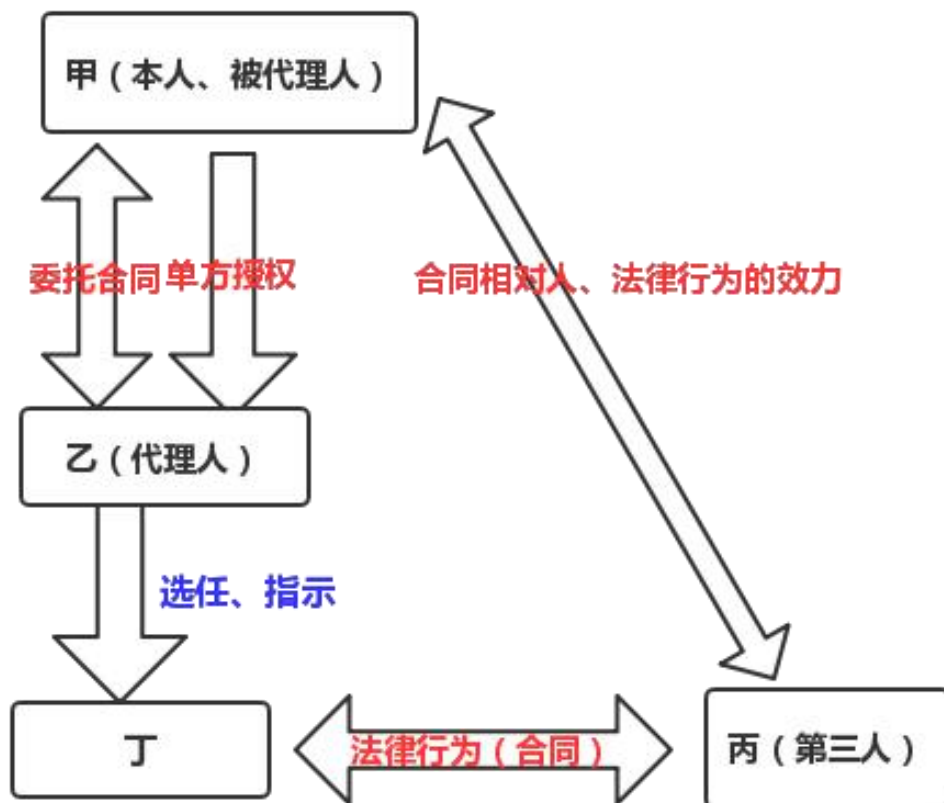 甲（本人、被代理人）
委托合同
单方授权
合同相对人、法律行为的效力
乙（代理人）
选任、指示
丁
法律行为（合同）
丙（第三人）